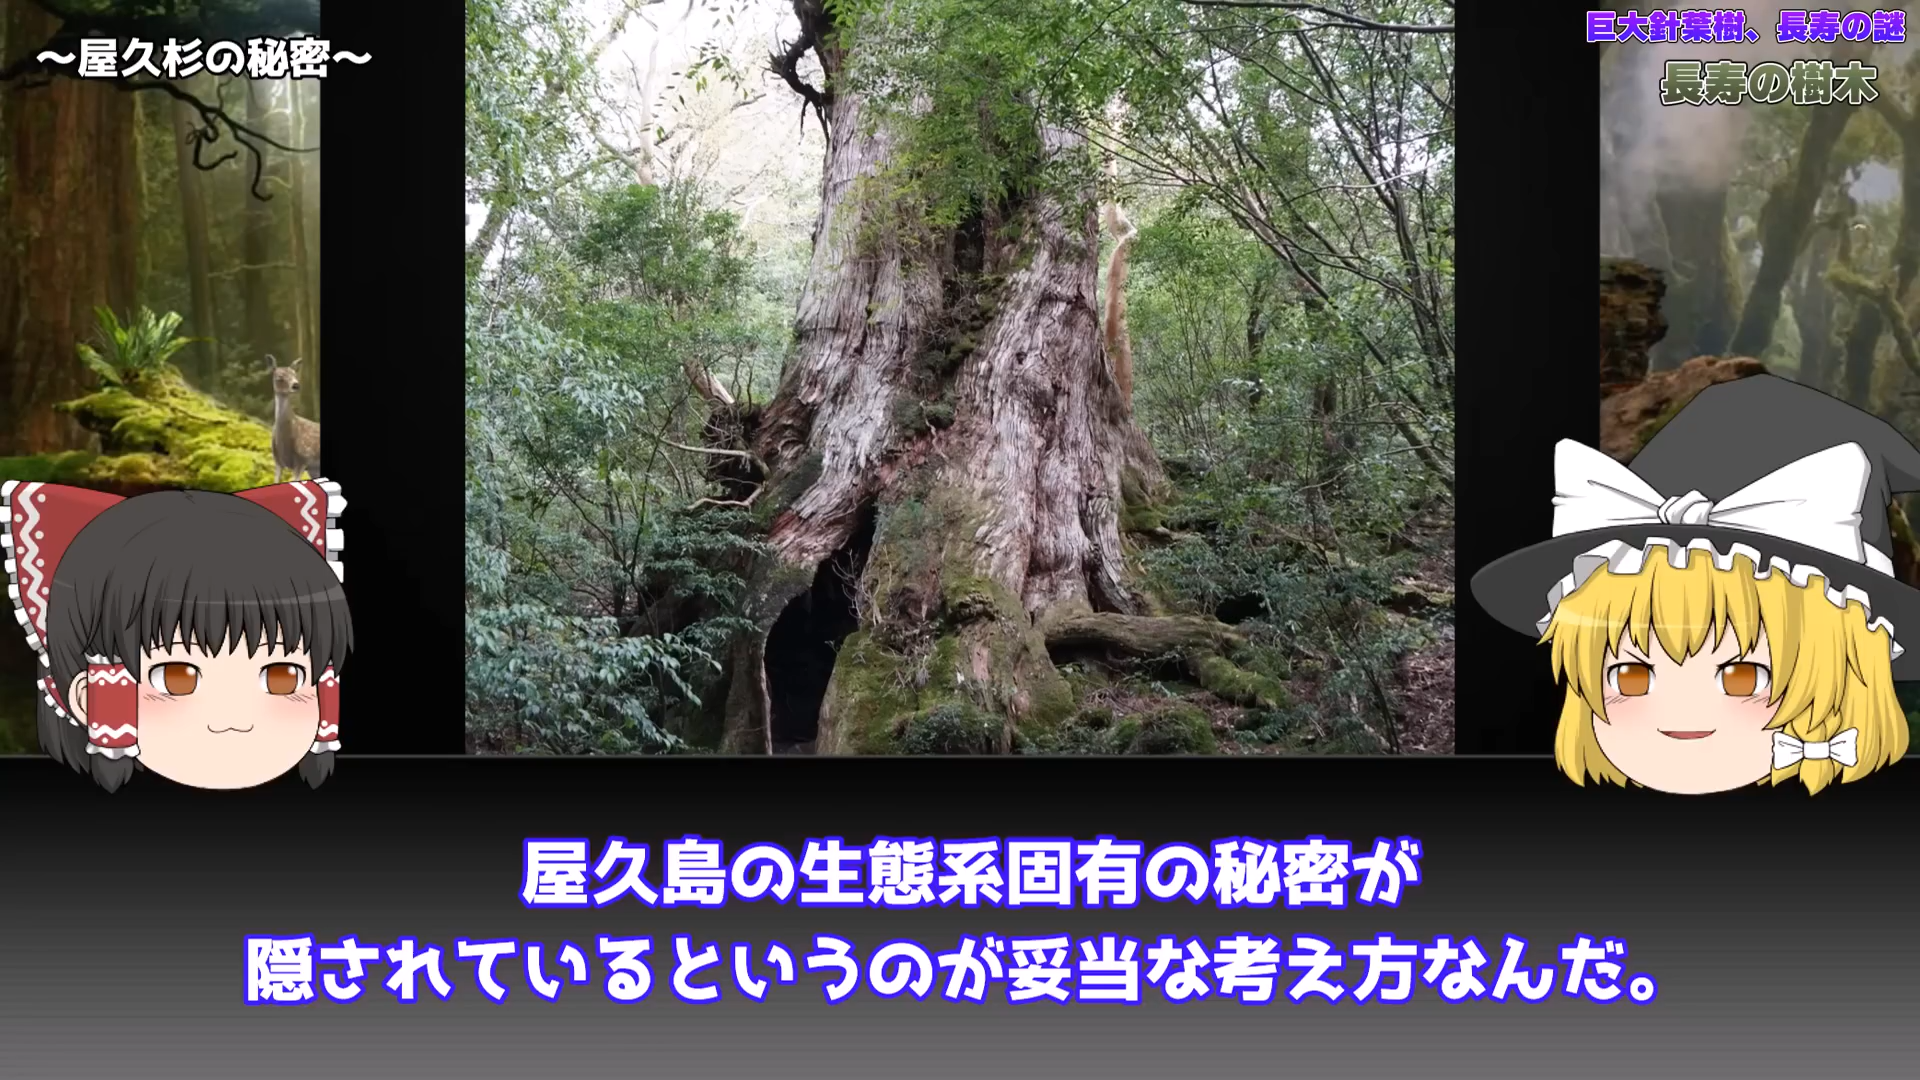 ～屋久杉の秘密～
巨大針葉樹、長寿の謎
長寿の樹木
屋久島の生態系固有の秘密が
隠されているというのが妥当な考え方なんだ。